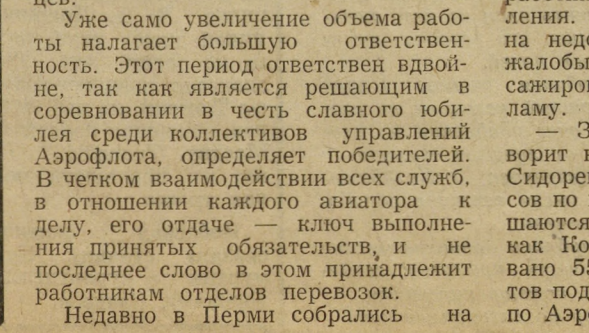 Уже само увеличение объема рабо-
ты налагает большую ответствен-
ность. Этот период ответствен вдвой-
не, так как является решающим в
соревновании в честь славного юби-
лея среди коллективов управлений
Аэрофлота, определяет победителей.
В четком взаимодействии всех служб,
в отношении каждого авиатора к
делу, его отдаче — ключ выполне-
ния принятых обязательств, и не
последнее слово в этом принадлежит
работникам отделов перевозок.
Недавно в Перми собрались на
ления.
на недо
жалобы
сажиро
ламу.
— З
ворит н
Сидоре
сов по
шаются
как Ко
вано 55
тов под
по Аэр